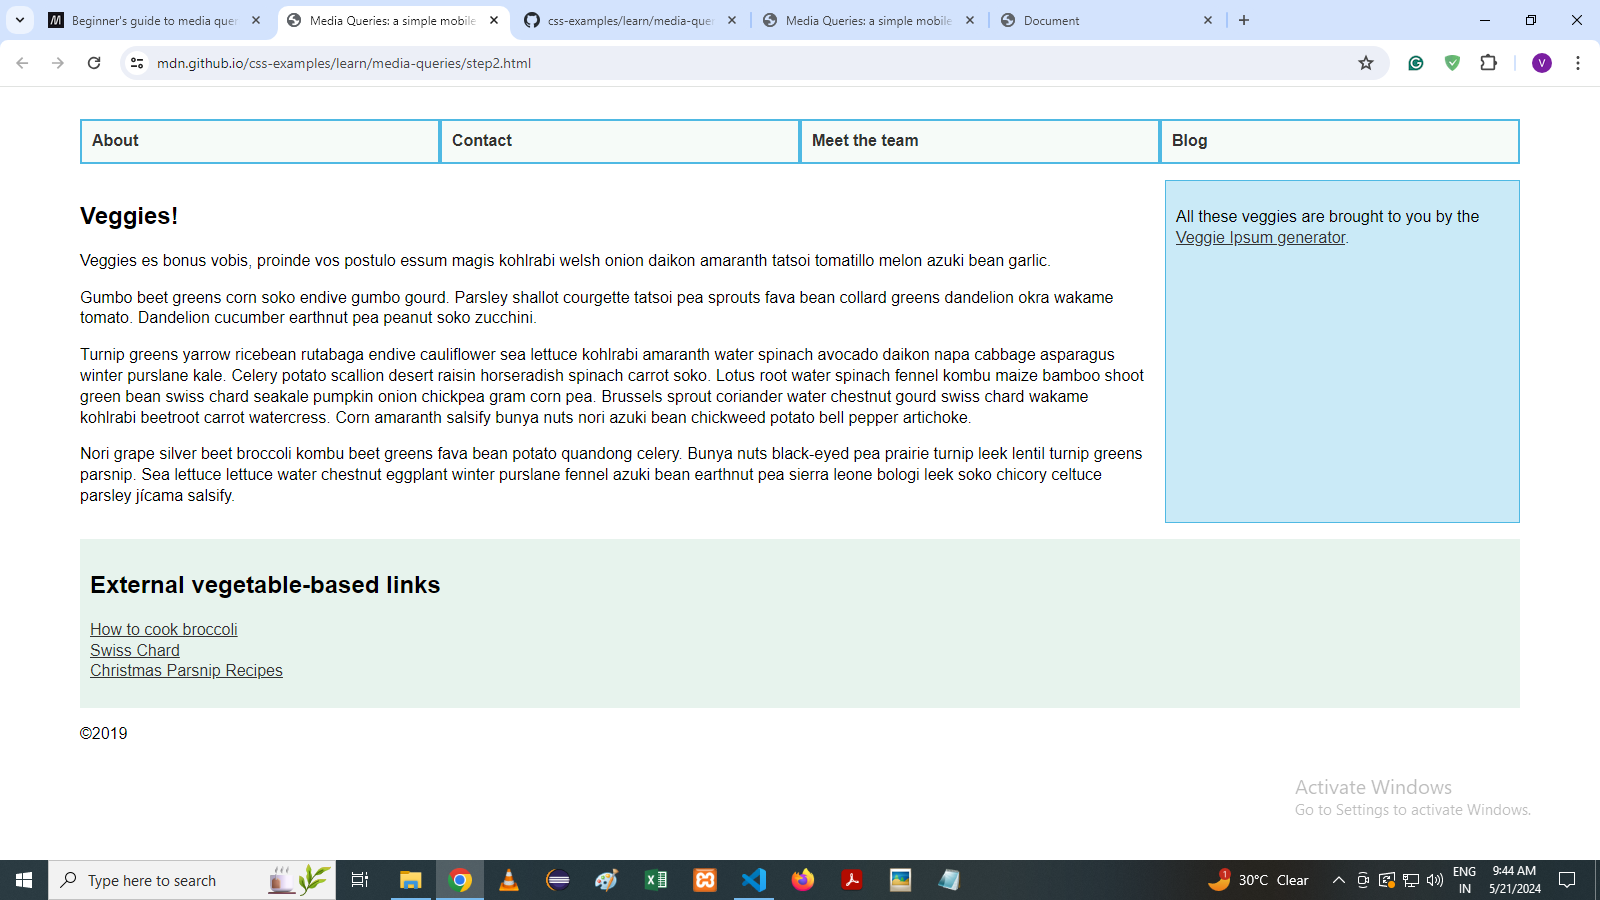 Beginner's guide to media que
Media Queries: a simple mobile
css-examples/learn/media-que
Media Queries: a simple mobile
Document
mdn.github.io/css-examples/learn/media-queries/step2.html
V
About
Contact
Meet the team
Blog
Veggies!
Veggies es bonus vobis, proinde vos postulo essum magis kohlrabi welsh onion daikon amaranth tatsoi tomatillo melon azuki bean garlic.
Gumbo beet greens corn soko endive gumbo gourd. Parsley shallot courgette tatsoi pea sprouts fava bean collard greens dandelion okra wakame
tomato. Dandelion cucumber earthnut pea peanut soko zucchini.
Turnip greens yarrow ricebean rutabaga endive cauliflower sea lettuce kohlrabi amaranth water spinach avocado daikon napa cabbage asparagus
winter purslane kale. Celery potato scallion desert raisin horseradish spinach carrot soko. Lotus root water spinach fennel kombu maize bamboo shoot
green bean swiss chard seakale pumpkin onion chickpea gram corn pea. Brussels sprout coriander water chestnut gourd swiss chard wakame
kohlrabi beetroot carrot watercress. Corn amaranth salsify bunya nuts nori azuki bean chickweed potato bell pepper artichoke.
Nori grape silver beet broccoli kombu beet greens fava bean potato quandong celery. Bunya nuts black-eyed pea prairie turnip leek lentil turnip greens
parsnip. Sea lettuce lettuce water chestnut eggplant winter purslane fennel azuki bean earthnut pea sierra leone bologi leek soko chicory celtuce
parsley jícama salsify.
All these veggies are brought to you by the
Veggie Ipsum generator.
External vegetable-based links
How to cook broccoli
Swiss Chard
Christmas Parsnip Recipes
©2019
Activate Windows
Go to Settings to activate Windows.
Type here to search
1
30°C Clear
ENG
IN
9:44 AM
5/21/2024